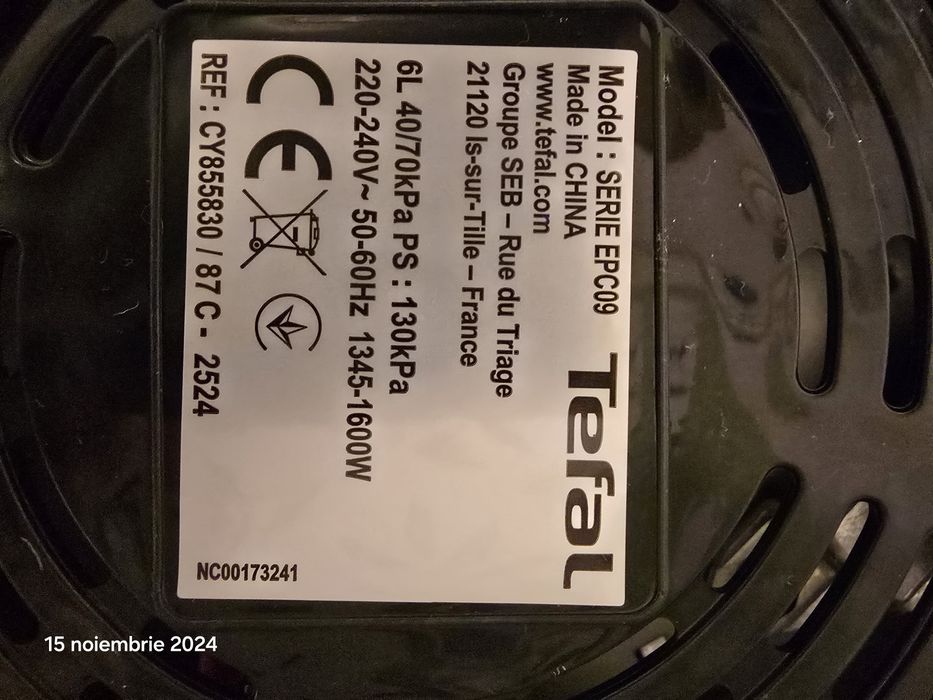 Tefal
Model : SERIE EPC09
Made in CHINA
www.tefal.com
Groupe SEB – Rue du Triage
21120 Is-sur-Tille – France
6L 40/70kPa PS : 130kPa
220-240V~ 50-60Hz 1345-1600W
CE
REF : CY855830 / 87 C - 2524
NC00173241
15 noiembrie 2024